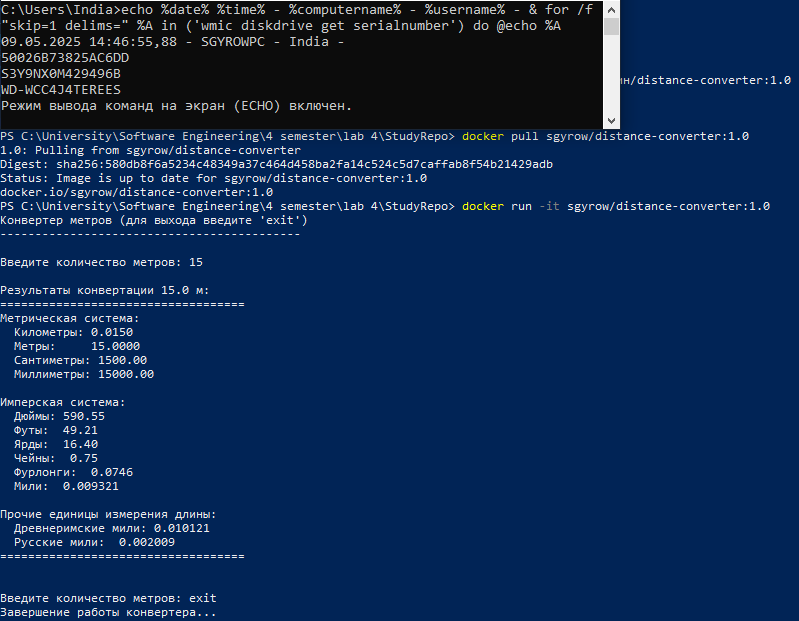 C:\Users\India>echo %date% %time% - %computername% - %username% - & for /f
"skip=1 delims=" %A in ('wmic diskdrive get serialnumber') do @echo %A
09.05.2025 14:46:55,88 - SGYROWPC - India -
50026B73825AC6DD
S3Y9NX0M429496B
WD-WCC4J4TEREES
Режим вывода команд на экран (ECHO) включен.
/distance-converter:1.0
PS C:\University\Software Engineering\4 semester\lab 4\StudyRepo> docker pull sgyrow/distance-converter:1.0
1.0: Pulling from sgyrow/distance-converter
Digest: sha256:580db8f6a5234c48349a37c464d458ba2fa14c524c5d7caffab8f54b21429adb
Status: Image is up to date for sgyrow/distance-converter:1.0
docker.io/sgyrow/distance-converter:1.0
PS C:\University\Software Engineering\4 semester\lab 4\StudyRepo> docker run -it sgyrow/distance-converter:1.0
Конвертер метров (для выхода введите 'exit')
-------------------------------------------
Введите количество метров: 15
Результаты конвертации 15.0 м:
===================================
Метрическая система:
Километры: 0.0150
Метры: 15.0000
Сантиметры: 1500.00
Миллиметры: 15000.00
Имперская система:
Дюймы: 590.55
Футы: 49.21
Ярды: 16.40
Чейны: 0.75
Фурлонги: 0.0746
Мили: 0.009321
Прочие единицы измерения длины:
Древнеримские мили: 0.010121
Русские мили: 0.002009
===================================
Введите количество метров: exit
Завершение работы конвертера...